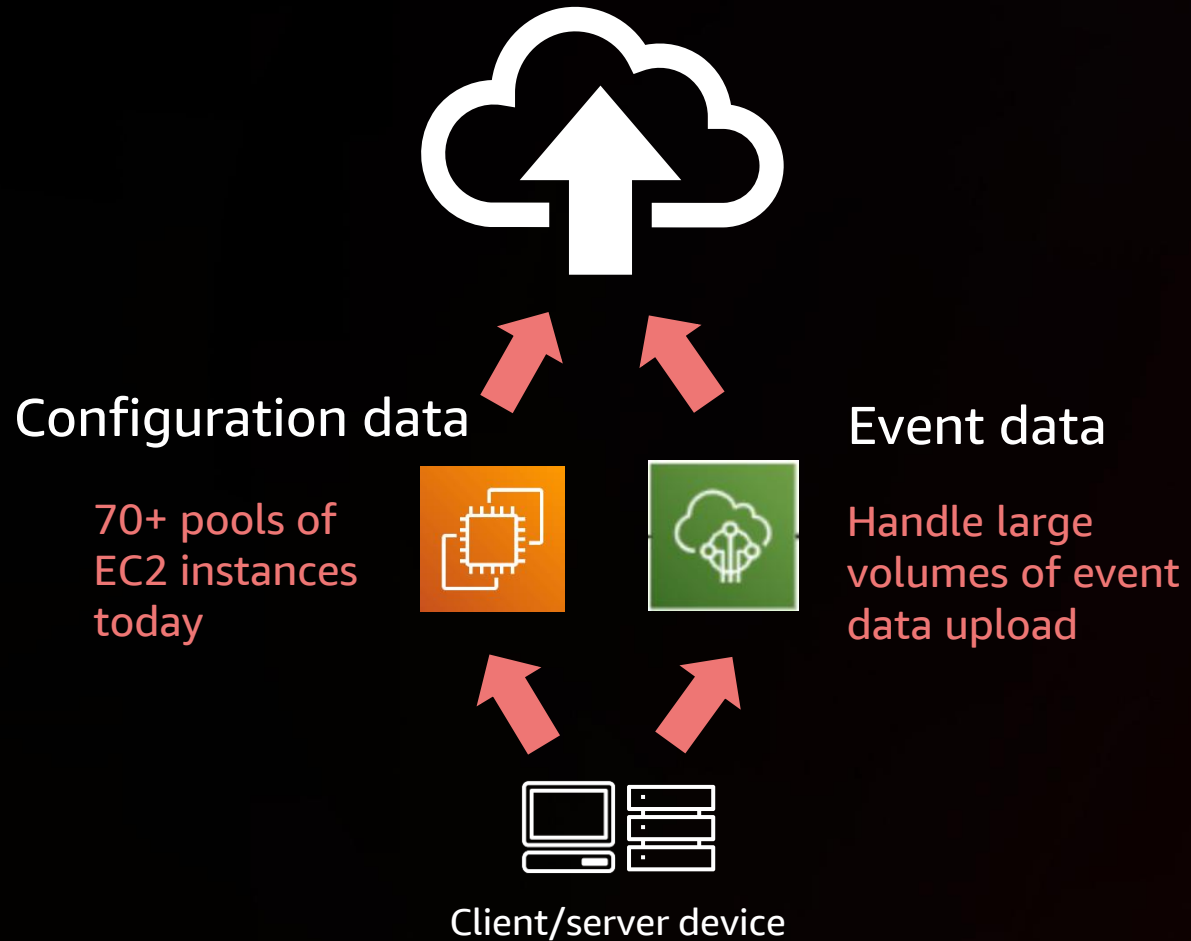 Configuration data
70+ pools of
EC2 instances
today
Event data
Handle large
volumes of event
data upload
Client/server device